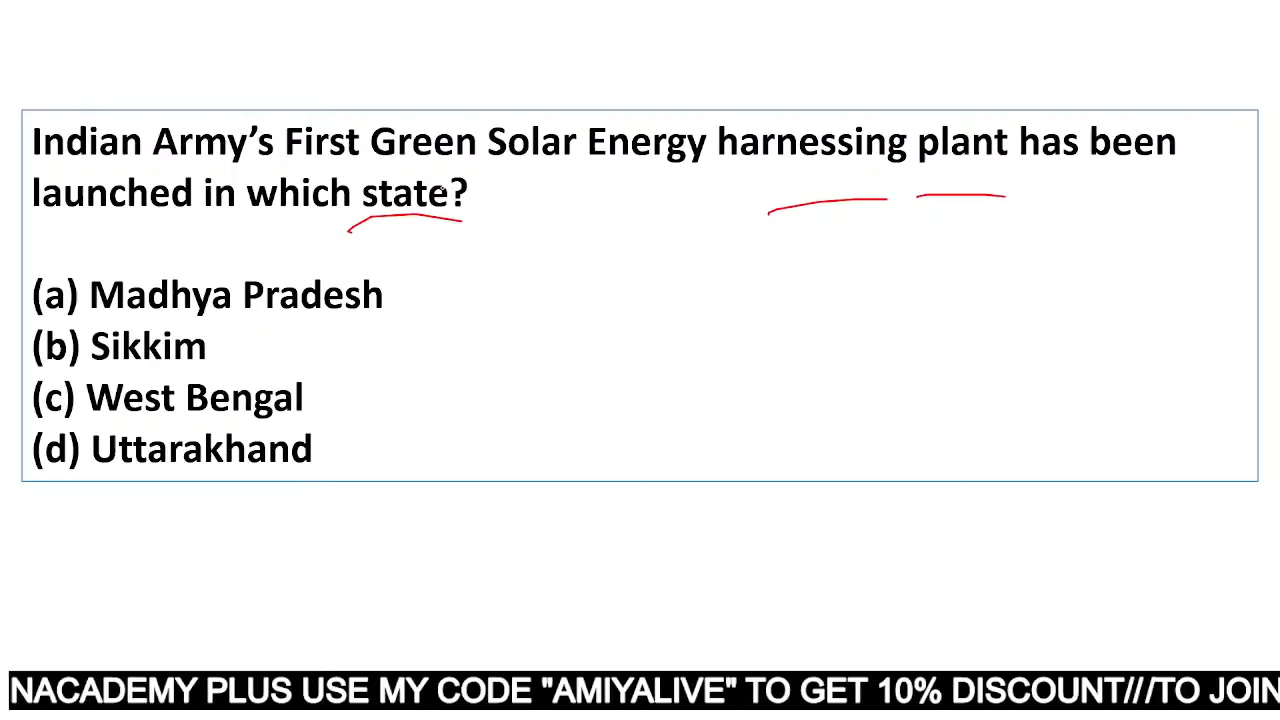 Indian Army’s First Green Solar Energy harnessing plant has been
launched in which state?
(a) Madhya Pradesh
(b) Sikkim
(c) West Bengal
(d) Uttarakhand
NACADEMY PLUS USE MY CODE "AMIYALIVE" TO GET 10% DISCOUNT///TO JOIN